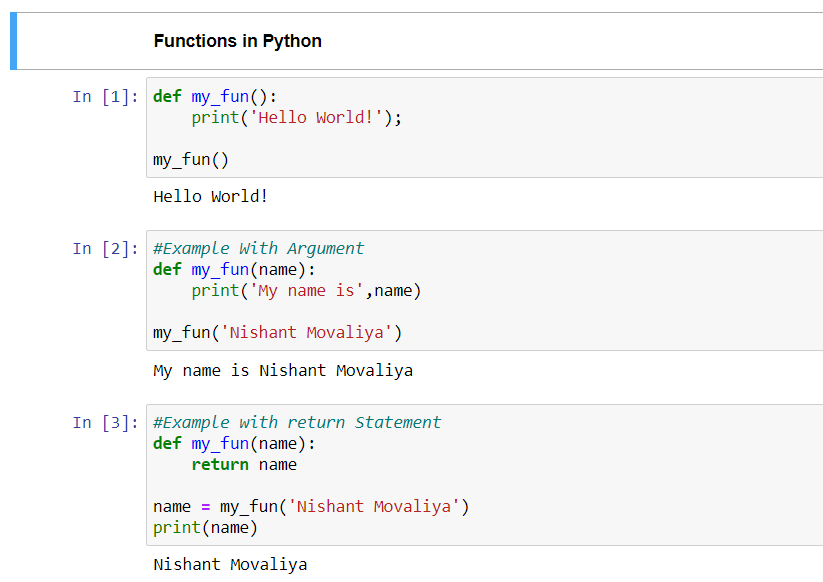 Functions in Python
In [1]: def my_fun():
    print('Hello World!');
my_fun()
Hello World!
In [2]: #Example With Argument
def my_fun(name):
    print('My name is',name)
my_fun('Nishant Movaliya')
My name is Nishant Movaliya
In [3]: #Example with return Statement
def my_fun(name):
    return name
name = my_fun('Nishant Movaliya')
print(name)
Nishant Movaliya